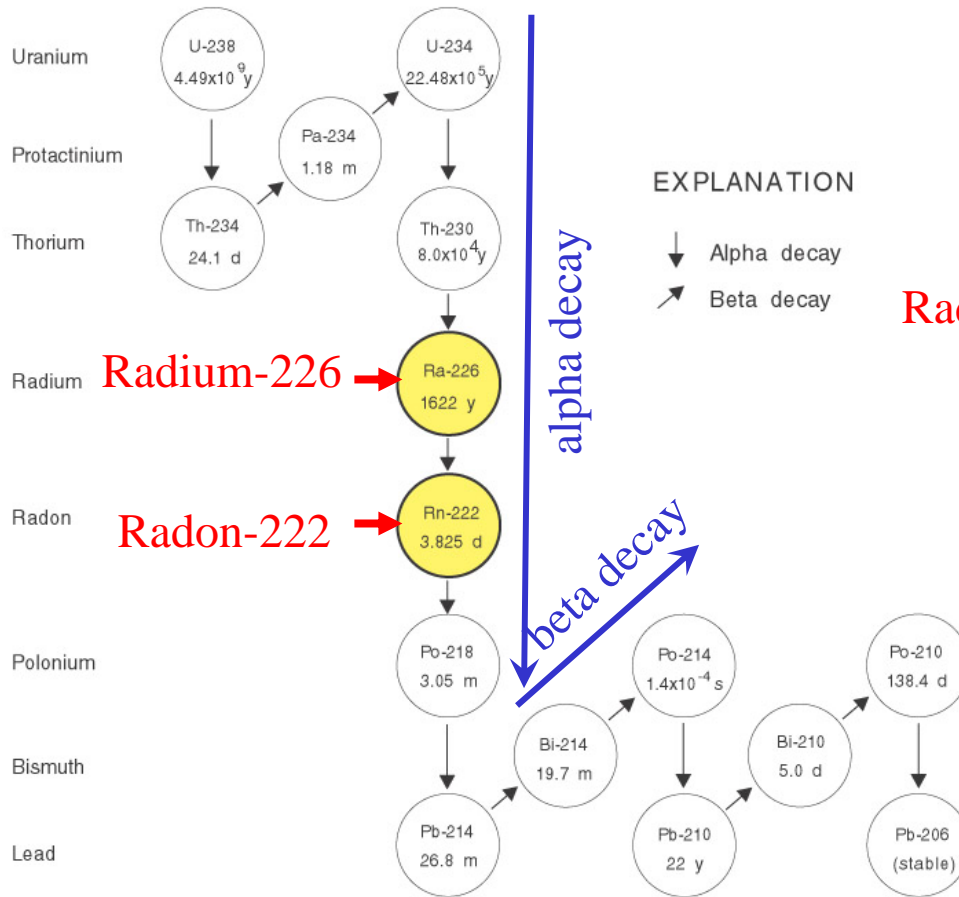 Uranium
U-238
4.49x10⁹y
U-234
22.48x10⁵y
Protactinium
Pa-234
1.18 m
Thorium
Th-234
24.1 d
Th-230
8.0x10⁴y
EXPLANATION
Alpha decay
Beta decay
Rad
alpha decay
Radium
Radium-226
Ra-226
1622 y
Radon
Radon-222
Rn-222
3.825 d
beta decay
Polonium
Po-218
3.05 m
Po-214
1.4x10⁻⁴ s
Po-210
138.4 d
Bismuth
Bi-214
19.7 m
Bi-210
5.0 d
Lead
Pb-214
26.8 m
Pb-210
22 y
Pb-206
(stable)